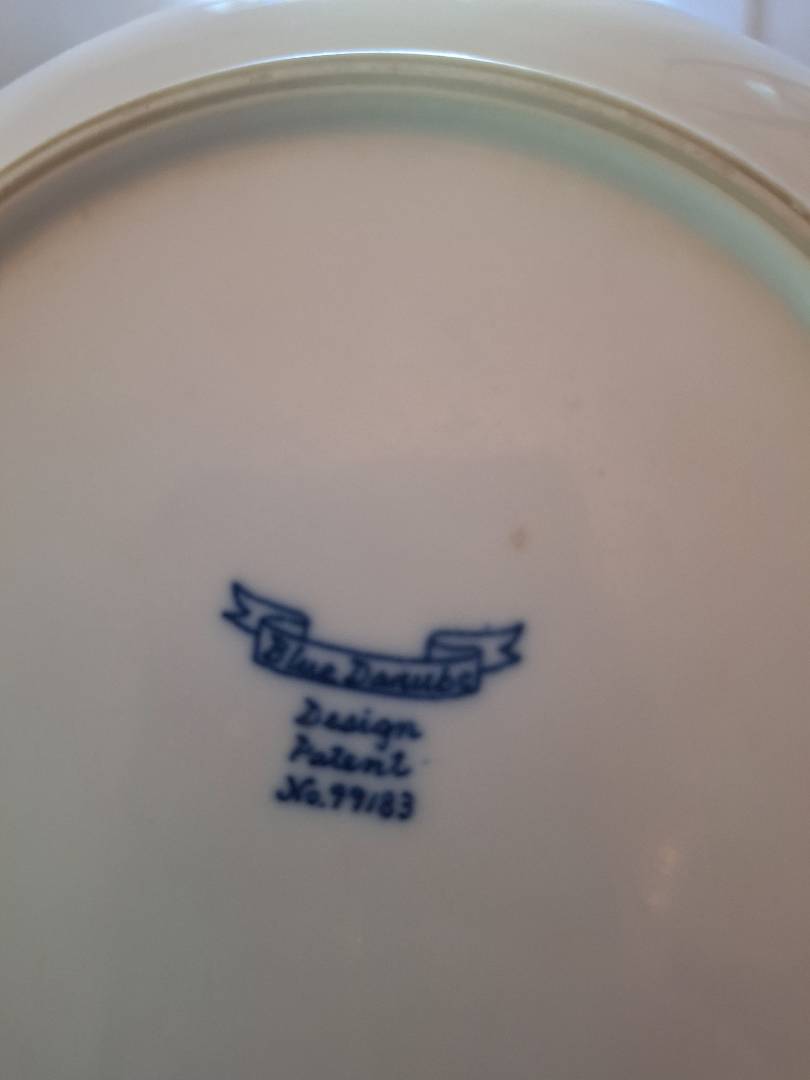 Blue Danube
Design
Patent
No. 99183